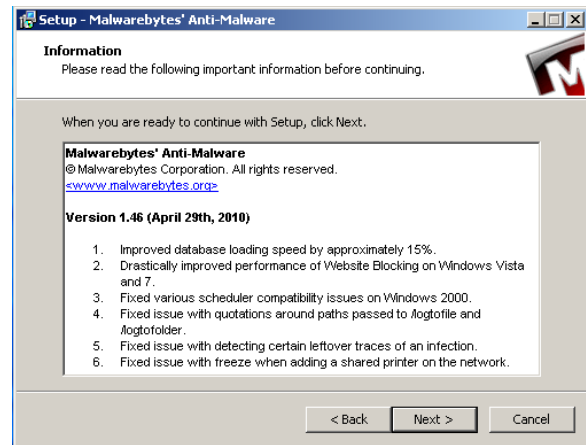 Setup - Malwarebytes' Anti-Malware
Information
Please read the following important information before continuing.
When you are ready to continue with Setup, click Next.
Malwarebytes' Anti-Malware
© Malwarebytes Corporation. All rights reserved.
<www.malwarebytes.org>
Version 1.46 (April 29th, 2010)
1. Improved database loading speed by approximately 15%.
2. Drastically improved performance of Website Blocking on Windows Vista
and 7.
3. Fixed various scheduler compatibility issues on Windows 2000.
4. Fixed issue with quotations around paths passed to /logtofile and
/logtofolder.
5. Fixed issue with detecting certain leftover traces of an infection.
6. Fixed issue with freeze when adding a shared printer on the network.
< Back
Next >
Cancel